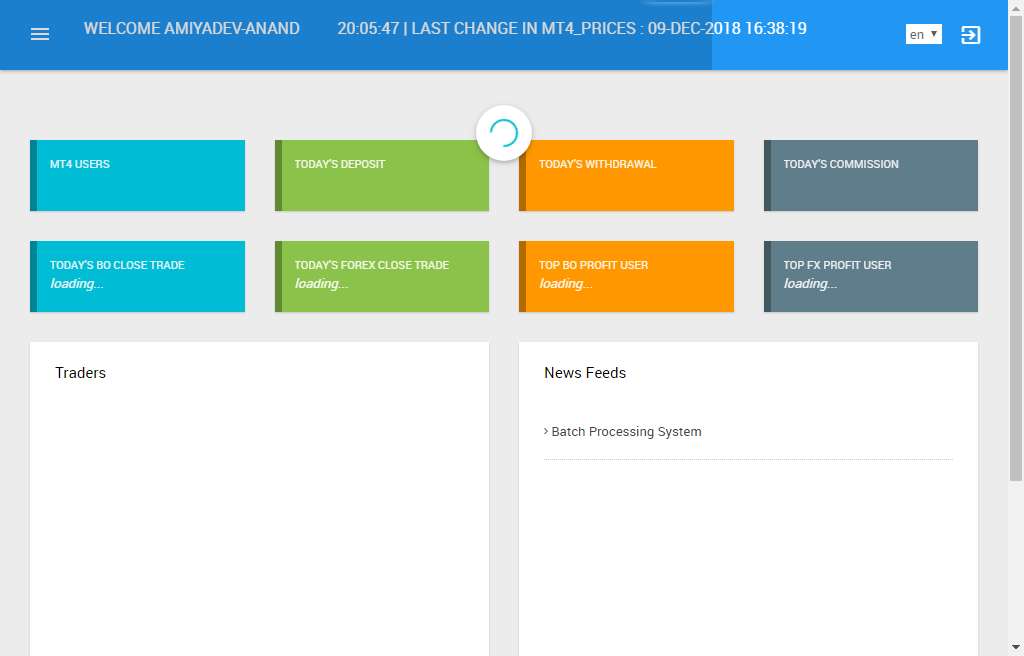 WELCOME AMIYADEV-ANAND 20:05:47 | LAST CHANGE IN MT4_PRICES : 09-DEC-2018 16:38:19 en
MT4 USERS TODAY'S DEPOSIT TODAY'S WITHDRAWAL TODAY'S COMMISSION
TODAY'S BO CLOSE TRADE TODAY'S FOREX CLOSE TRADE TOP BO PROFIT USER TOP FX PROFIT USER
loading... loading... loading... loading...
Traders News Feeds
Batch Processing System